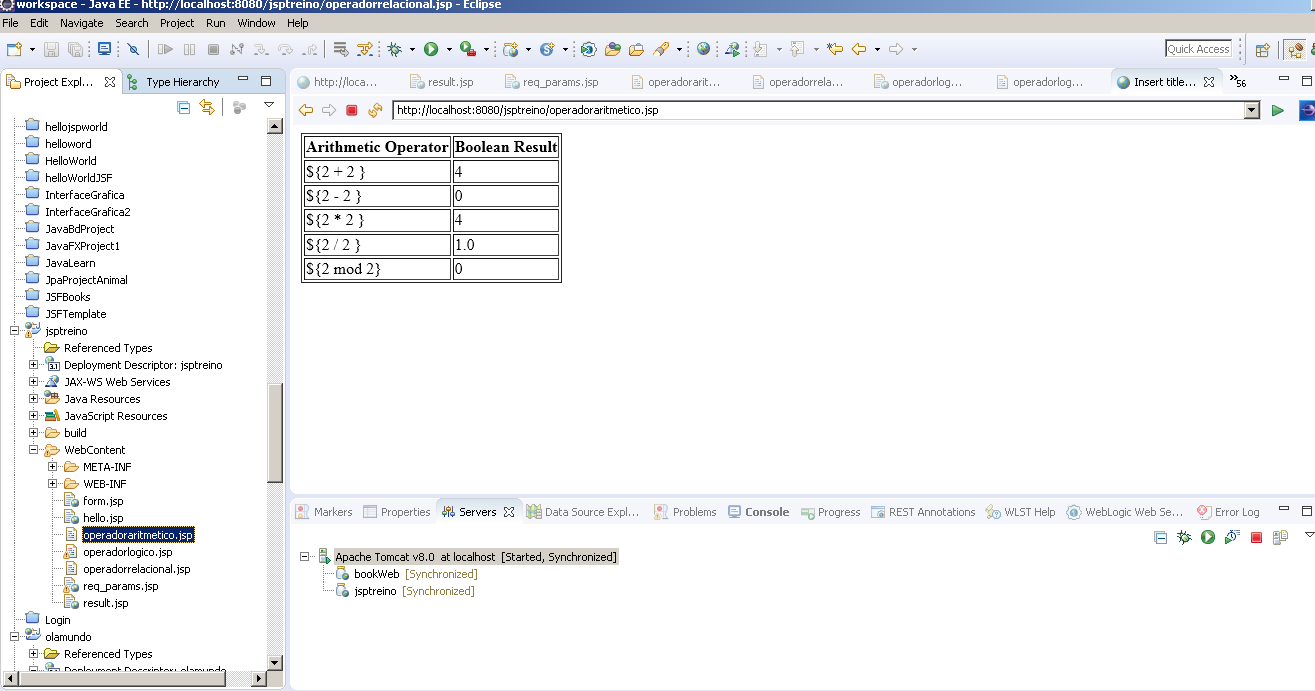 workspace - Java EE - http://localhost:8080/jsptreino/operadorrelacional.jsp - Eclipse
File Edit Navigate Search Project Run Window Help
Quick Access
Project Expl... Type Hierarchy
http://loca... result.jsp req_params.jsp operadorarit... operadorrela... operadorlog... operadorlog... Insert title... »56
http://localhost:8080/jsptreino/operadoraritmetico.jsp
hellojspworld
helloword
HelloWorld
helloWorldJSF
InterfaceGrafica
InterfaceGrafica2
JavaBdProject
JavaFXProject1
JavaLearn
JpaProjectAnimal
JSFBooks
JSFTemplate
jsptreino
Referenced Types
3.1 Deployment Descriptor: jsptreino
JAX-WS Web Services
Java Resources
JavaScript Resources
build
WebContent
META-INF
WEB-INF
form.jsp
hello.jsp
operadoraritmetico.jsp
operadorlogico.jsp
operadorrelacional.jsp
req_params.jsp
result.jsp
Login
olamundo
Referenced Types
Deployment Descriptor: olamundo
Arithmetic Operator Boolean Result
${2 + 2 } 4
${2 - 2 } 0
${2 * 2 } 4
${2 / 2 } 1.0
${2 mod 2} 0
Markers Properties Servers Data Source Expl... Problems Console Progress REST Annotations WLST Help WebLogic Web Se... Error Log
Apache Tomcat v8.0 at localhost [Started, Synchronized]
bookWeb [Synchronized]
jsptreino [Synchronized]